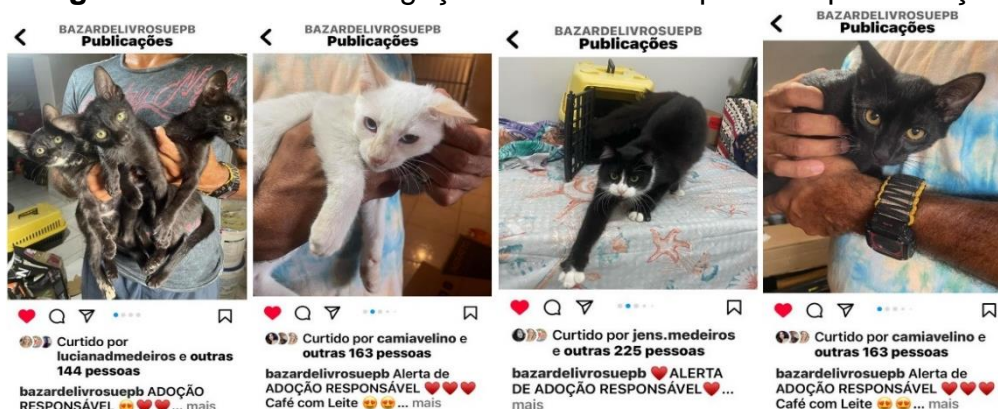 BAZARDELIVROSUEPB
Publicações
Curtido por
lucianadmedeiros e outras
144 pessoas
bazardelivrosuepb ADOÇÃO
RESPONSÁVEL 😍❤️❤️... mais
BAZARDELIVROSUEPB
Publicações
Curtido por camiavelino e
outras 163 pessoas
bazardelivrosuepb Alerta de
ADOÇÃO RESPONSÁVEL ❤️❤️❤️
Café com Leite 😍😍... mais
BAZARDELIVROSUEPB
Publicações
Curtido por jens.medeiros
e outras 225 pessoas
bazardelivrosuepb ❤️ALERTA
DE ADOÇÃO RESPONSÁVEL❤️...
mais
BAZARDELIVROSUEPB
Publicações
Curtido por camiavelino e
outras 163 pessoas
bazardelivrosuepb Alerta de
ADOÇÃO RESPONSÁVEL ❤️❤️❤️
Café com Leite 😍😍... mais